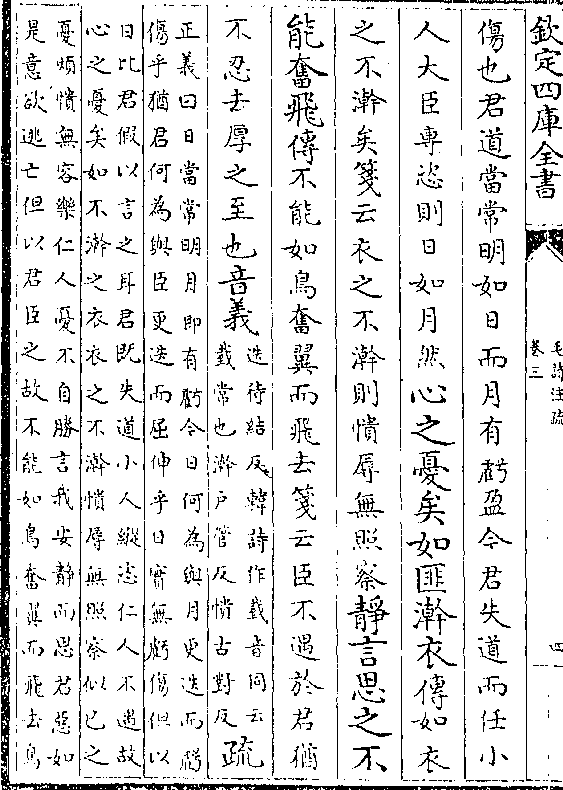 欽定四庫全書
毛詩注疏
卷三
四
傷也君道當常明如日而月有虧盈今君失道而任小
人大臣專恣則日如月然心之憂矣如匪澣衣傳如衣
之不澣矣箋云衣之不澣則憒辱無照察靜言思之不
能奮飛傳不能如鳥奮翼而飛去箋云臣不遇於君猶
不忍去厚之至也音義
迭待結反韓詩作臷音同云
臷常也澣戶管反憒古對反
疏
正義曰日當常明月即有虧今日何為與月更迭而虧
傷乎猶君何為與臣更迭而屈伸乎日實無虧傷但以
日比君假以言之耳君既失道小人縱恣仁人不遇故
心之憂矣如不澣之衣衣之不澣憒辱無照察似己之
憂煩憒無容樂仁人憂不自勝言我安靜而思君惡如
是意欲逃亡但以君臣之故不能如鳥奮翼而飛去鳥